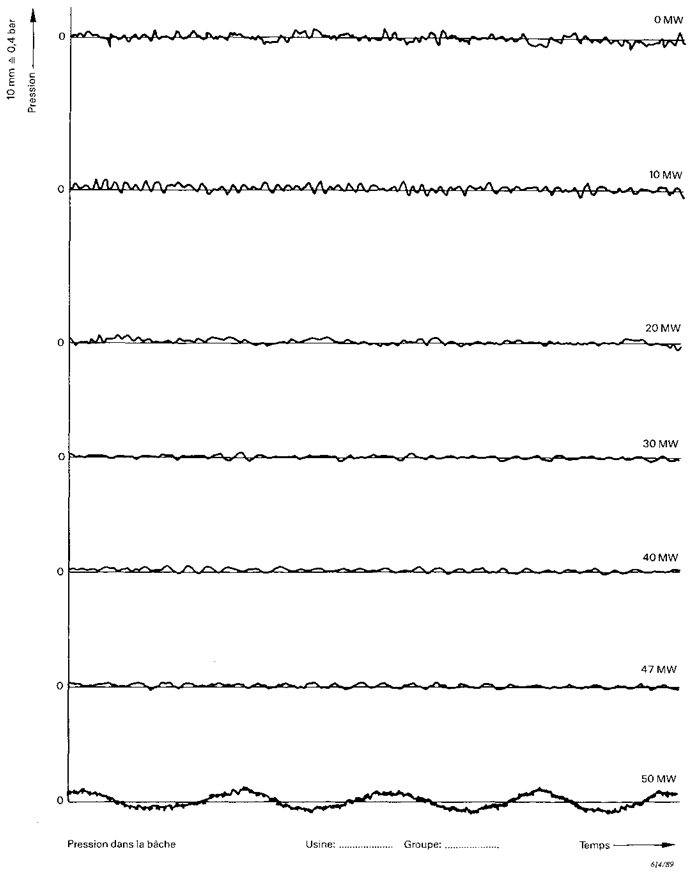 10 mm ≙ 0,4 bar
Pression
0 MW
0
10 MW
0
20 MW
0
30 MW
0
40 MW
0
47 MW
0
50 MW
0
Pression dans la bâche
Usine: ................... Groupe: ...................
Temps
614/89